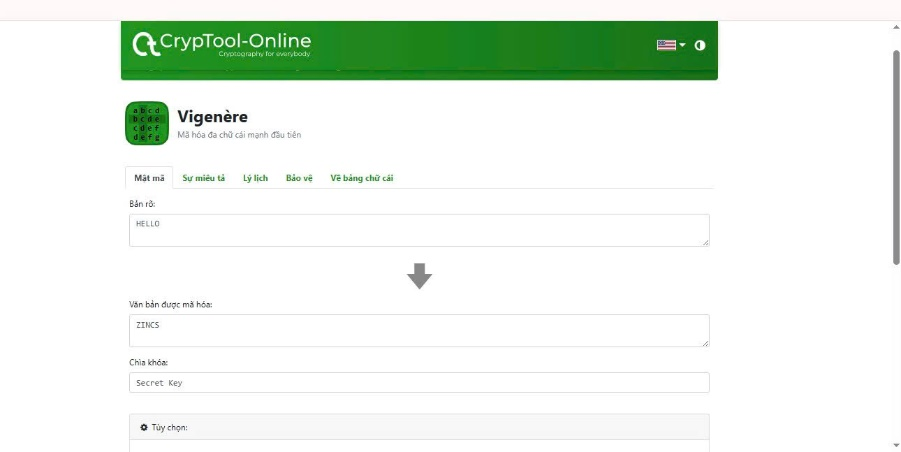 CrypTool-Online
Cryptography for everybody
a b c d
b c d e
c d e f
d e f g
Vigenère
Mã hóa đa chữ cái mạnh đầu tiên
Mật mã Sự miêu tả Lý lịch Bảo vệ Về bảng chữ cái
Bản rõ:
HELLO
Văn bản được mã hóa:
ZINCS
Chìa khóa:
Secret Key
Tùy chọn: